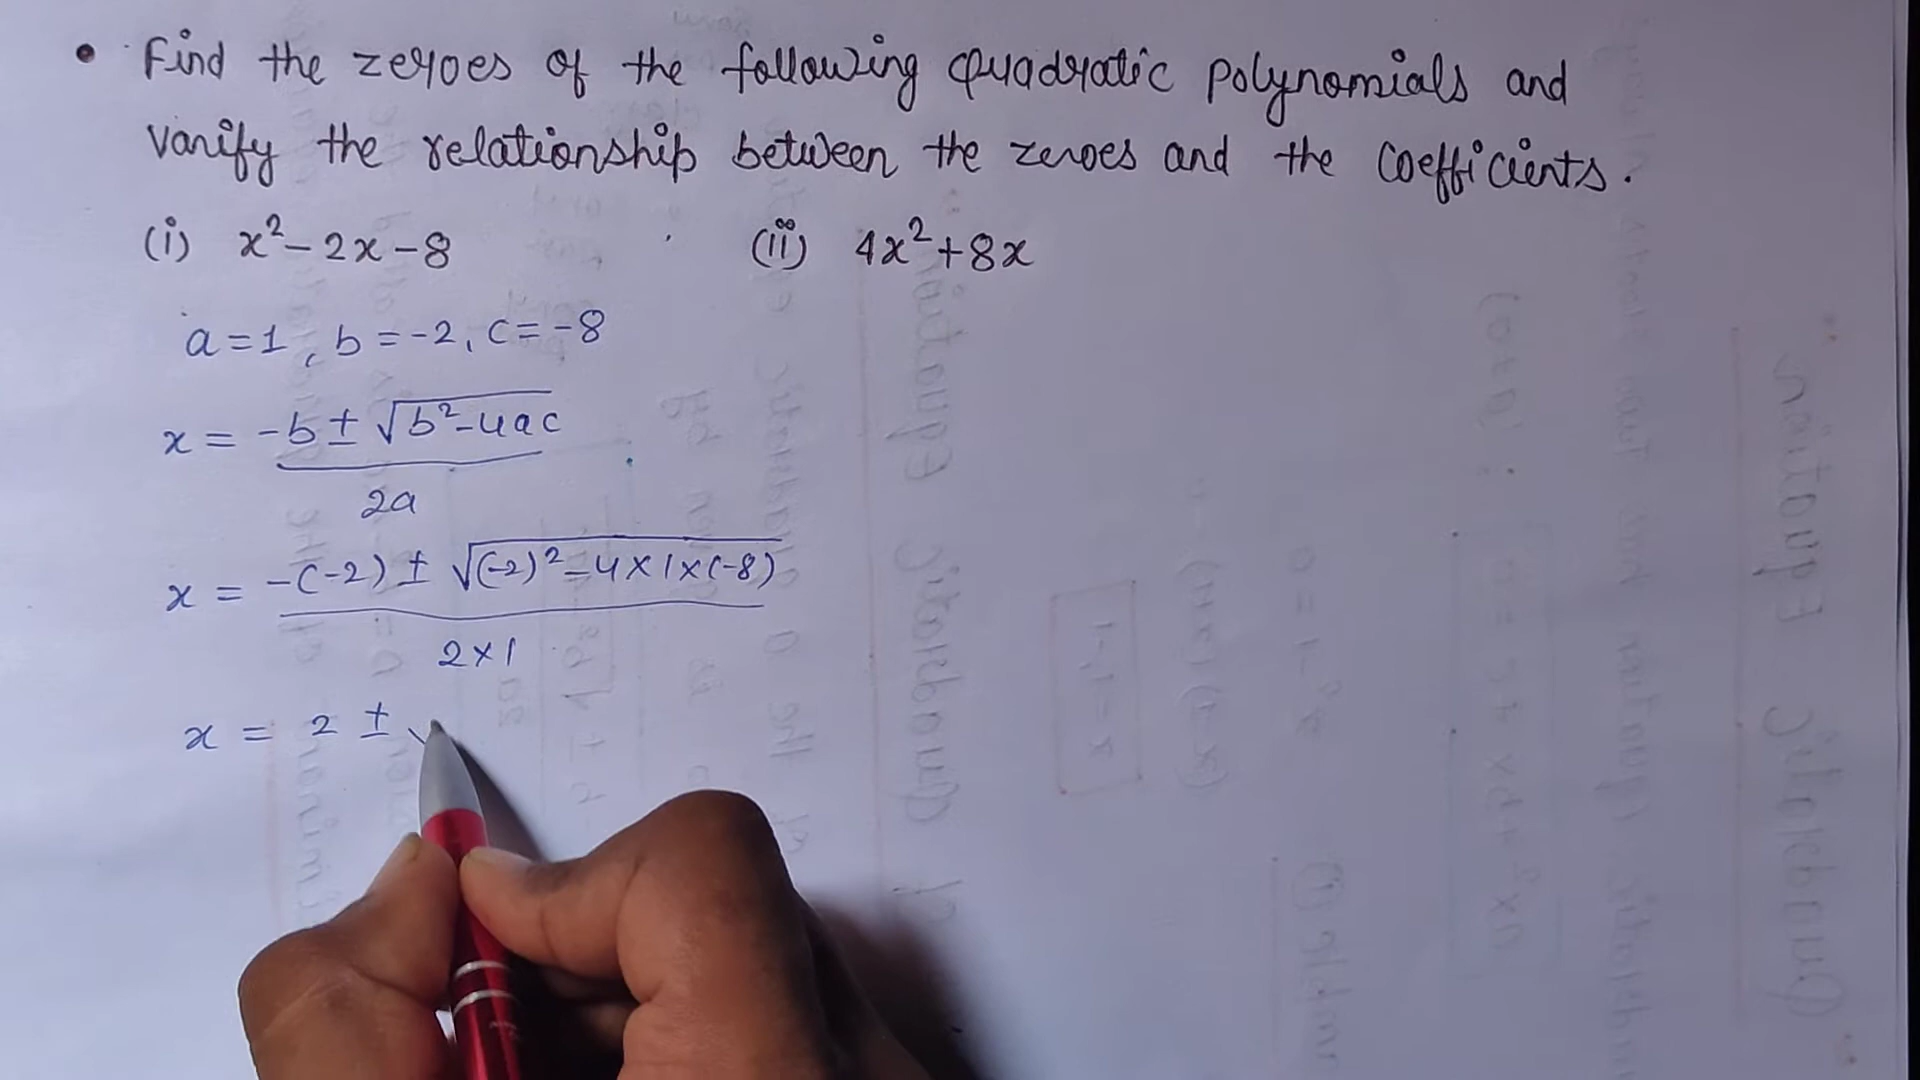 • Find the zeroes of the following quadratic polynomials and
varify the relationship between the zeroes and the coefficients.
(i) x² - 2x - 8 (ii) 4x² + 8x
a = 1, b = -2, c = -8
x = -b ± √b² - 4ac
2a
x = -(-2) ± √(-2)² - 4 × 1 × (-8)
2 × 1
x = 2 ± √